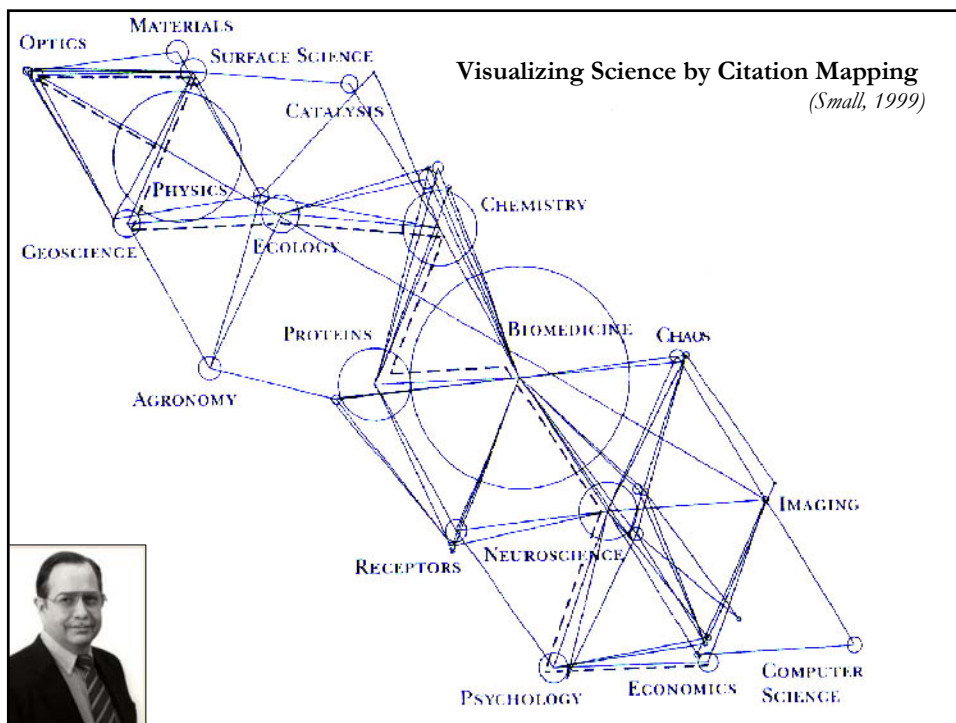 MATERIALS
OPTICS
SURFACE SCIENCE
Visualizing Science by Citation Mapping
(Small, 1999)
CATALYSIS
PHYSICS
CHEMISTRY
GEOSCIENCE
ECOLOGY
PROTEINS
BIOMEDICINE
CHAOS
AGRONOMY
IMAGING
NEUROSCIENCE
RECEPTORS
PSYCHOLOGY
ECONOMICS
COMPUTER
SCIENCE